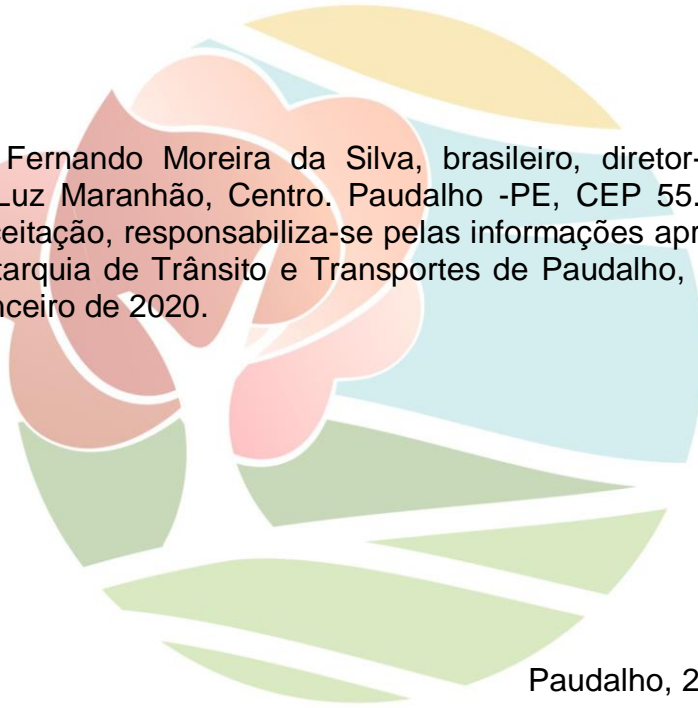 Fernando Moreira da Silva, brasileiro, diretor-
Luz Maranhão, Centro. Paudalho -PE, CEP 55.
ceitação, responsabiliza-se pelas informações apr
tarquia de Trânsito e Transportes de Paudalho,
nceiro de 2020.
Paudalho, 2